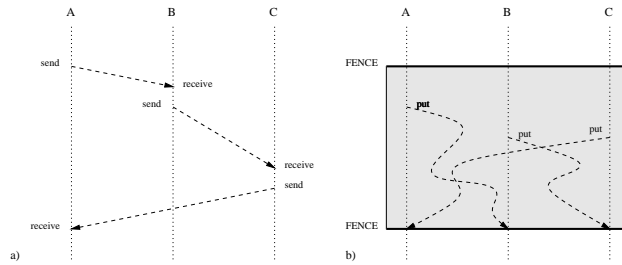 A B C
send
receive
send
receive
send
receive
a)
A B C
FENCE
put
put put
FENCE
b)